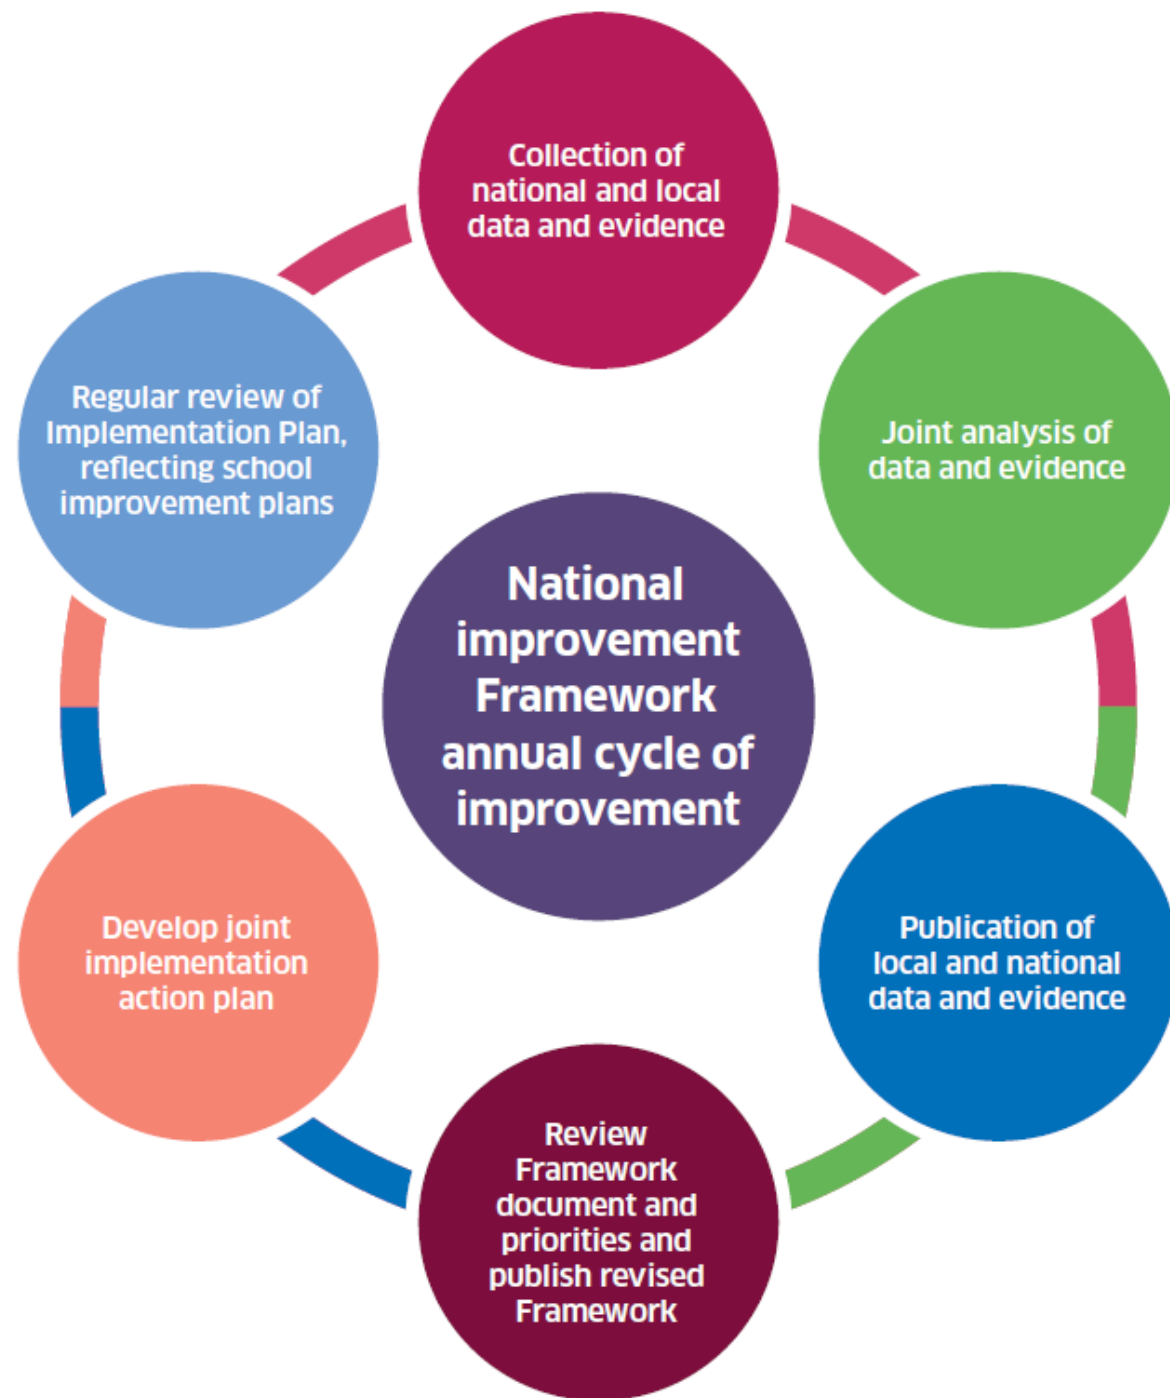 Collection of
national and local
data and evidence
Joint analysis of
data and evidence
Publication of
local and national
data and evidence
Review
Framework
document and
priorities and
publish revised
Framework
Develop joint
implementation
action plan
Regular review of
Implementation Plan,
reflecting school
improvement plans
National
improvement
Framework
annual cycle of
improvement